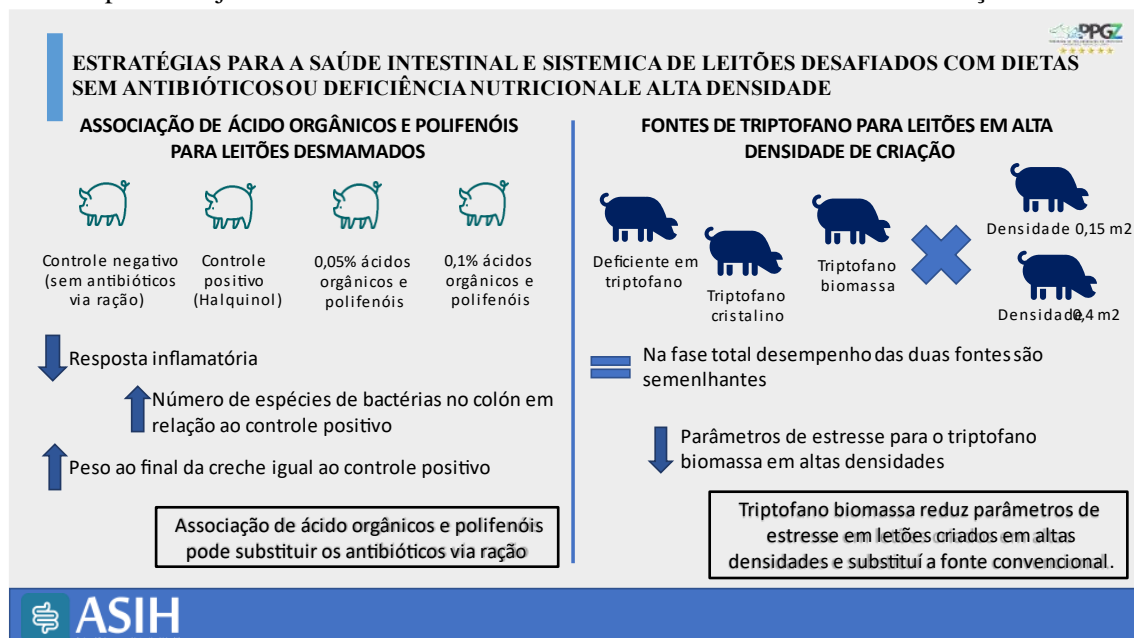 PPGZ
ESTRATÉGIAS PARA A SAÚDE INTESTINAL E SISTEMICA DE LEITÕES DESAFIADOS COM DIETAS
SEM ANTIBIÓTICOS OU DEFICIÊNCIA NUTRICIONALE ALTA DENSIDADE
ASSOCIAÇÃO DE ÁCIDO ORGÂNICOS E POLIFENÓIS
PARA LEITÕES DESMAMADOS
Controle negativo
(sem antibióticos
via ração)
Controle
positivo
(Halquinol)
0,05% ácidos
orgânicos e
polifenóis
0,1% ácidos
orgânicos e
polifenóis
Resposta inflamatória
Número de espécies de bactérias no colón em
relação ao controle positivo
Peso ao final da creche igual ao controle positivo
Associação de ácido orgânicos e polifenóis
pode substituir os antibióticos via ração
FONTES DE TRIPTOFANO PARA LEITÕES EM ALTA
DENSIDADE DE CRIAÇÃO
Deficiente em
triptofano
Triptofano
cristalino
Triptofano
biomassa
Densidade 0,15 m2
Densidade 0,4 m2
Na fase total desempenho das duas fontes são
semenlhantes
Parâmetros de estresse para o triptofano
biomassa em altas densidades
Triptofano biomassa reduz parâmetros de
estresse em letões criados em altas
densidades e substituí a fonte convencional.
ASIH